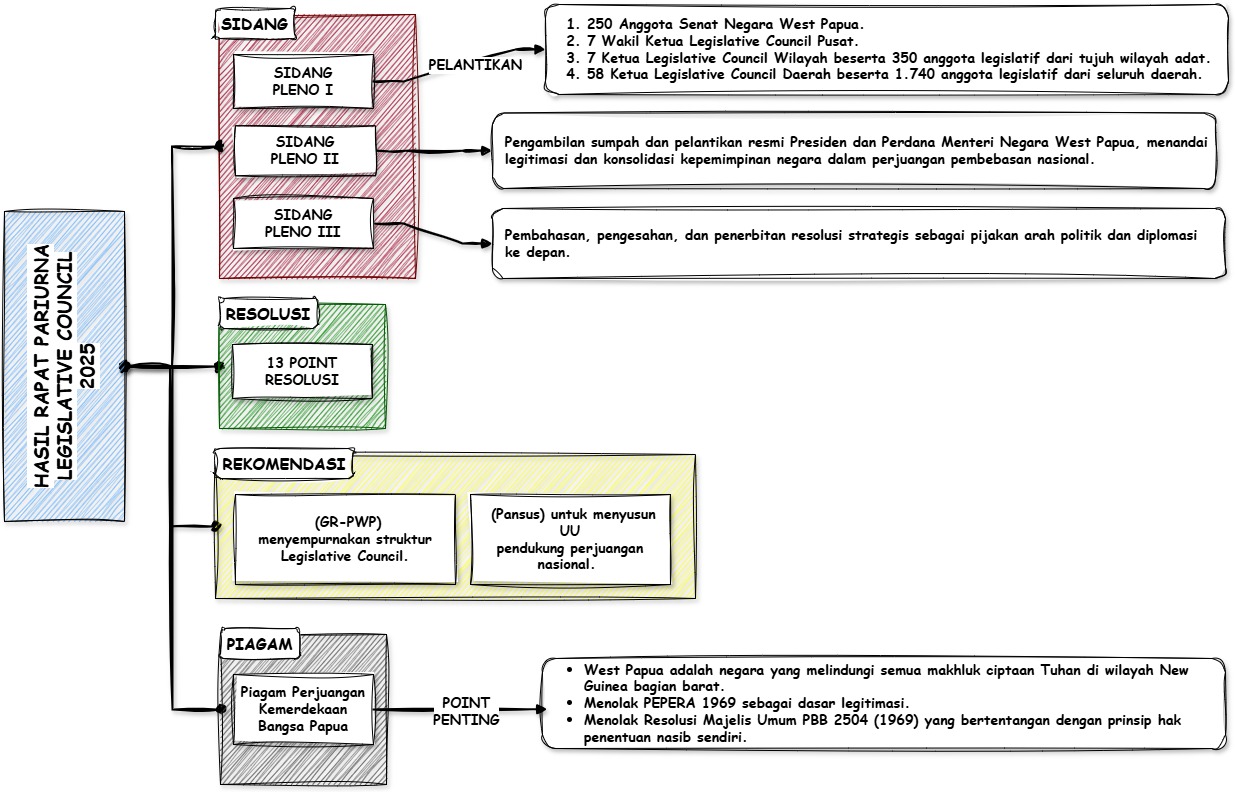 HASIL RAPAT PARIURNA
LEGISLATIVE COUNCIL
2025
SIDANG
SIDANG
PLENO I
PELANTIKAN
1. 250 Anggota Senat Negara West Papua.
2. 7 Wakil Ketua Legislative Council Pusat.
3. 7 Ketua Legislative Council Wilayah beserta 350 anggota legislatif dari tujuh wilayah adat.
4. 58 Ketua Legislative Council Daerah beserta 1.740 anggota legislatif dari seluruh daerah.
SIDANG
PLENO II
Pengambilan sumpah dan pelantikan resmi Presiden dan Perdana Menteri Negara West Papua, menandai
legitimasi dan konsolidasi kepemimpinan negara dalam perjuangan pembebasan nasional.
SIDANG
PLENO III
Pembahasan, pengesahan, dan penerbitan resolusi strategis sebagai pijakan arah politik dan diplomasi
ke depan.
RESOLUSI
13 POINT
RESOLUSI
REKOMENDASI
(GR-PWP)
menyempurnakan struktur
Legislative Council.
(Pansus) untuk menyusun
UU
pendukung perjuangan
nasional.
PIAGAM
Piagam Perjuangan
Kemerdekaan
Bangsa Papua
POINT
PENTING
• West Papua adalah negara yang melindungi semua makhluk ciptaan Tuhan di wilayah New
Guinea bagian barat.
• Menolak PEPERA 1969 sebagai dasar legitimasi.
• Menolak Resolusi Majelis Umum PBB 2504 (1969) yang bertentangan dengan prinsip hak
penentuan nasib sendiri.